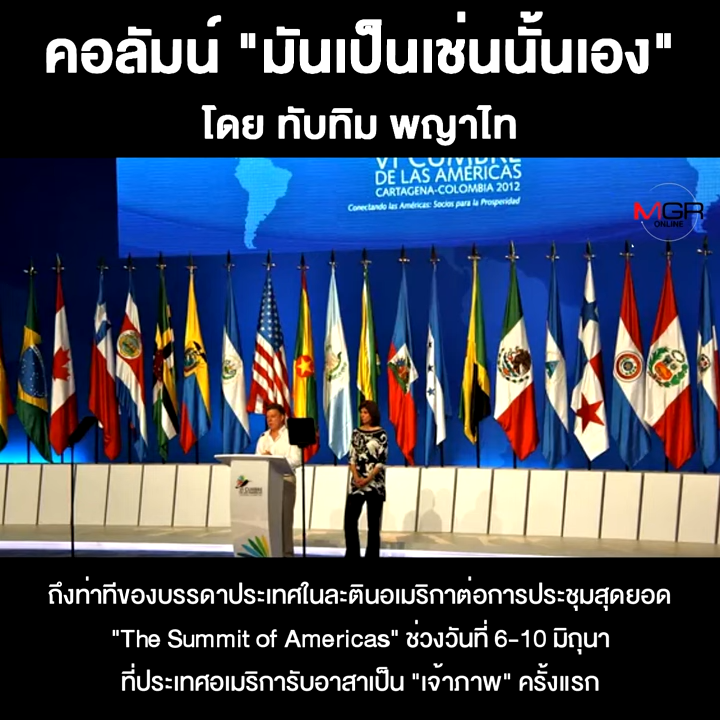 คอลัมน์ "มันเป็นเช่นนั้นเอง"
โดย ทับทิม พญาไท
VI CUMBRE
DE LAS AMÉRICAS
CARTAGENA-COLOMBIA 2012
Conectando las Américas: Socios para la Prosperidad
MGR
ONLINE
VI CUMBRE
ถึงท่าทีของบรรดาประเทศในละตินอเมริกาต่อการประชุมสุดยอด
"The Summit of Americas" ช่วงวันที่ 6-10 มิถุนา
ที่ประเทศอเมริการับอาสาเป็น "เจ้าภาพ" ครั้งแรก